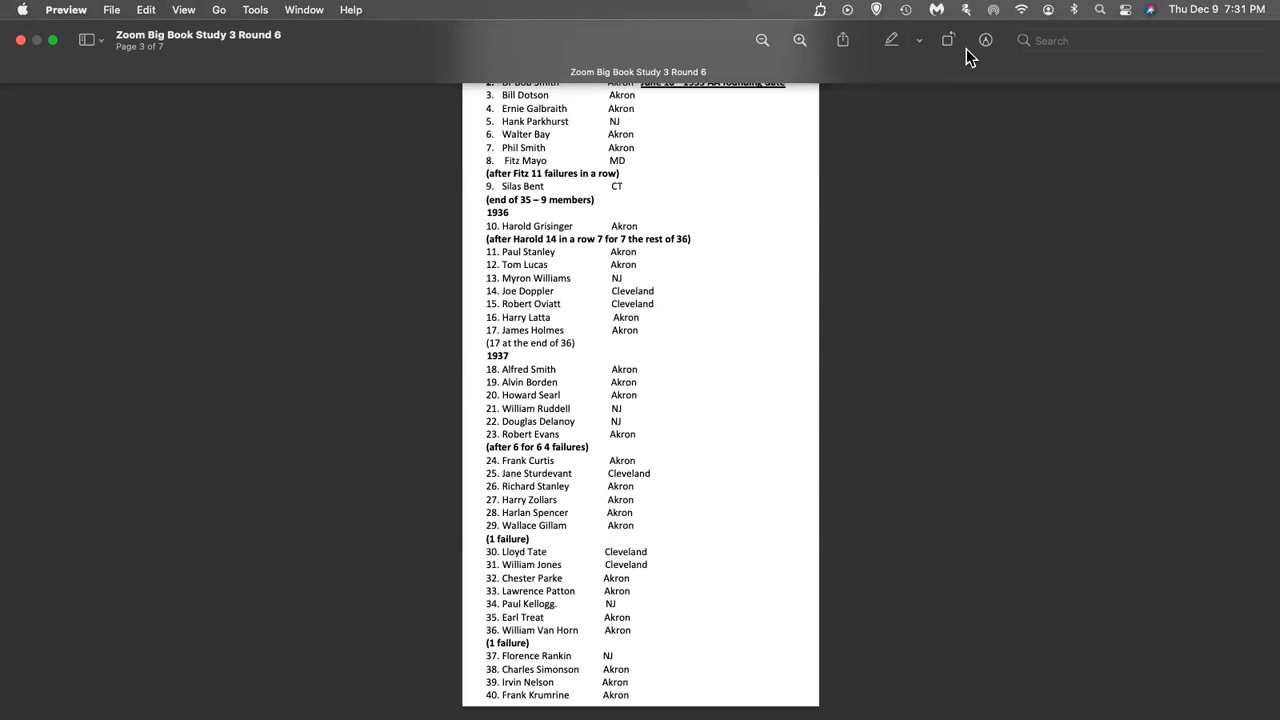 Preview File Edit View Go Tools Window Help Thu Dec 9 7:31 PM
Zoom Big Book Study 3 Round 6
Page 3 of 7
Search
Zoom Big Book Study 3 Round 6
2. Dr Bob Smith Akron June 10 - 1935 AA founding date
3. Bill Dotson Akron
4. Ernie Galbraith Akron
5. Hank Parkhurst NJ
6. Walter Bay Akron
7. Phil Smith Akron
8. Fitz Mayo MD
(after Fitz 11 failures in a row)
9. Silas Bent CT
(end of 35 – 9 members)
1936
10. Harold Grisinger Akron
(after Harold 14 in a row 7 for 7 the rest of 36)
11. Paul Stanley Akron
12. Tom Lucas Akron
13. Myron Williams NJ
14. Joe Doppler Cleveland
15. Robert Oviatt Cleveland
16. Harry Latta Akron
17. James Holmes Akron
(17 at the end of 36)
1937
18. Alfred Smith Akron
19. Alvin Borden Akron
20. Howard Searl Akron
21. William Ruddell NJ
22. Douglas Delanoy NJ
23. Robert Evans Akron
(after 6 for 6 4 failures)
24. Frank Curtis Akron
25. Jane Sturdevant Cleveland
26. Richard Stanley Akron
27. Harry Zollars Akron
28. Harlan Spencer Akron
29. Wallace Gillam Akron
(1 failure)
30. Lloyd Tate Cleveland
31. William Jones Cleveland
32. Chester Parke Akron
33. Lawrence Patton Akron
34. Paul Kellogg. NJ
35. Earl Treat Akron
36. William Van Horn Akron
(1 failure)
37. Florence Rankin NJ
38. Charles Simonson Akron
39. Irvin Nelson Akron
40. Frank Krumrine Akron